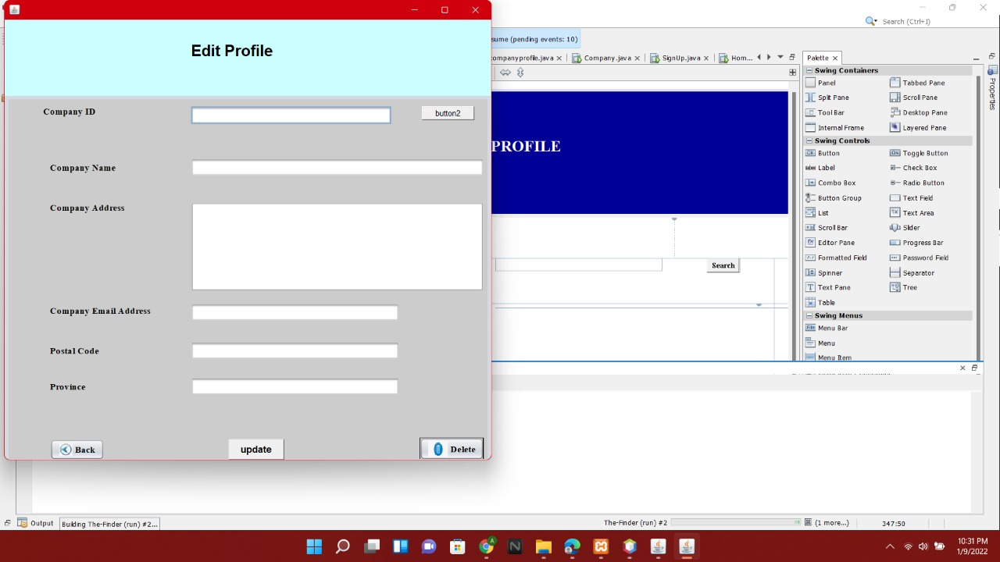 Edit Profile
Company ID
button2
Company Name
Company Address
Company Email Address
Postal Code
Province
Back
update
Delete
Search (Ctrl+I)
sume (pending events: 10)
companyprofile.java
Company.java
SignUp.java
Hom...
PROFILE
Search
Palette
Swing Containers
Panel
Tabbed Pane
Split Pane
Scroll Pane
Tool Bar
Desktop Pane
Internal Frame
Layered Pane
Swing Controls
Button
Toggle Button
Label
Check Box
Combo Box
Radio Button
Button Group
Text Field
List
Text Area
Scroll Bar
Slider
Editor Pane
Progress Bar
Formatted Field
Password Field
Spinner
Separator
Text Pane
Tree
Table
Swing Menus
Menu Bar
Menu
Menu Item
Properties
Output
Building The-Finder (run) #2...
The-Finder (run) #2
(1 more...)
347:50
10:31 PM
1/9/2022